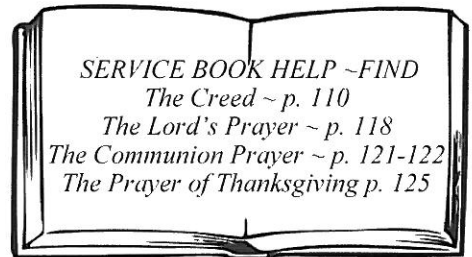 SERVICE BOOK HELP ~FIND
The Creed ~ p. 110
The Lord's Prayer ~ p. 118
The Communion Prayer ~ p. 121-122
The Prayer of Thanksgiving p. 125